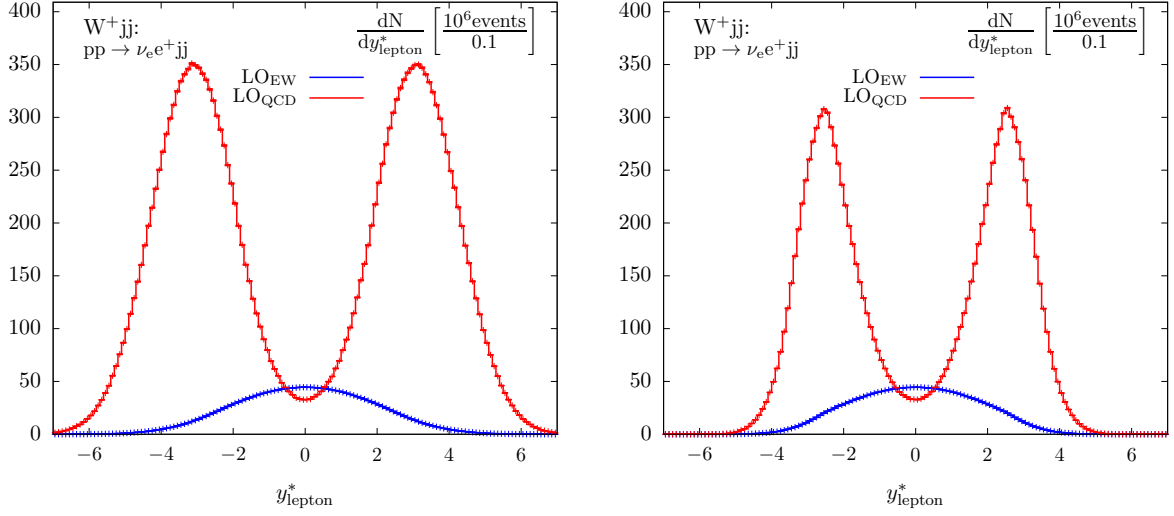 W⁺jj:
pp → νₑe⁺jj
dN/dy*lepton [10⁶events/0.1]
LO_EW
LO_QCD
400
350
300
250
200
150
100
50
0
−6 −4 −2 0 2 4 6
y*lepton
W⁺jj:
pp → νₑe⁺jj
dN/dy*lepton [10⁶events/0.1]
LO_EW
LO_QCD
400
350
300
250
200
150
100
50
0
−6 −4 −2 0 2 4 6
y*lepton